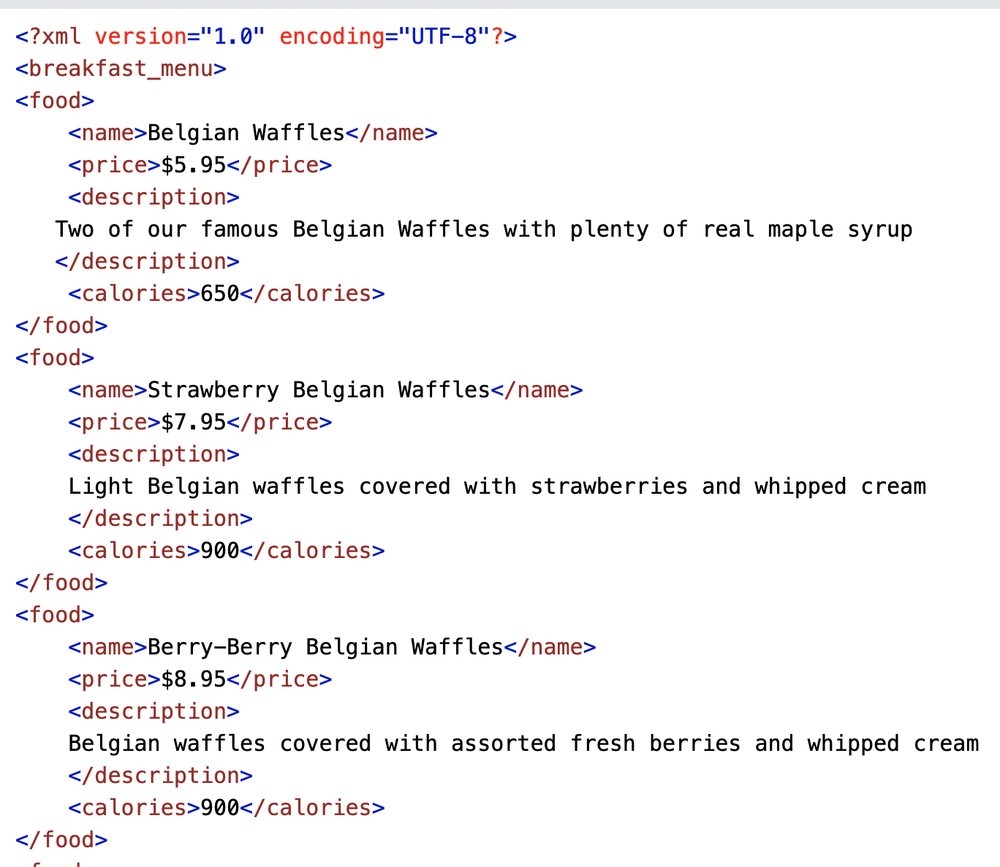 <?xml version="1.0" encoding="UTF-8"?>
<breakfast_menu>
<food>
    <name>Belgian Waffles</name>
    <price>$5.95</price>
    <description>
   Two of our famous Belgian Waffles with plenty of real maple syrup
   </description>
    <calories>650</calories>
</food>
<food>
    <name>Strawberry Belgian Waffles</name>
    <price>$7.95</price>
    <description>
    Light Belgian waffles covered with strawberries and whipped cream
    </description>
    <calories>900</calories>
</food>
<food>
    <name>Berry-Berry Belgian Waffles</name>
    <price>$8.95</price>
    <description>
    Belgian waffles covered with assorted fresh berries and whipped cream
    </description>
    <calories>900</calories>
</food>